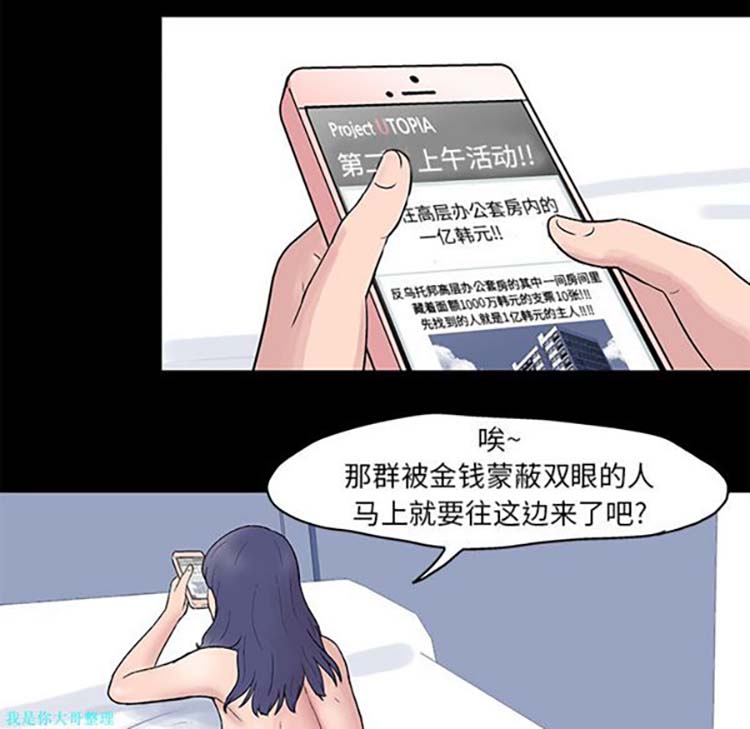 Project UTOPIA
第二 上午活动!!
在高层办公套房内的
一亿韩元!!
反乌托邦高层办公套房的其中一间房间里
藏着面额1000万韩元的支票10张!!!
先找到的人就是1亿韩元的主人!!!!
唉~
那群被金钱蒙蔽双眼的人
马上就要往这边来了吧?
我是你大哥整理